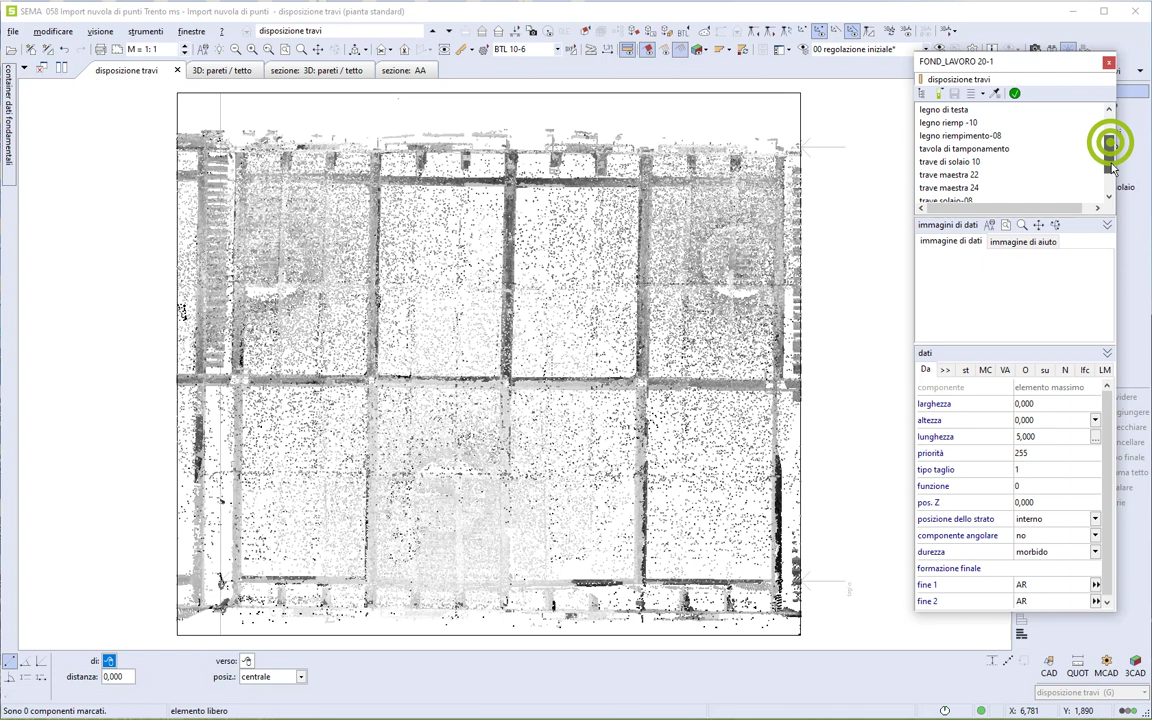 SEMA 058 Import nuvola di punti Trento ms - Import nuvola di punti - disposizione travi (pianta standard)
file modificare visione strumenti finestre ? disposizione travi
M = 1: 1 BTL 10-6 00 regolazione iniziale*
disposizione travi 3D: pareti / tetto sezione: 3D: pareti / tetto sezione: AA
container dati fondamentali
FOND_LAVORO 20-1
disposizione travi
legno di testa
legno riemp -10
legno riempimento-08
tavola di tamponamento
trave di solaio 10
trave maestra 22
trave maestra 24
trave solaio-08
immagini di dati
immagine di dati immagine di aiuto
dati
Da >> st MC VA O su N Ifc LM
componente elemento massimo
larghezza 0,000
altezza 0,000
lunghezza 5,000
priorità 255
tipo taglio 1
funzione 0
pos. Z 0,000
posizione dello strato interno
componente angolare no
durezza morbido
formazione finale
fine 1 AR
fine 2 AR
di: verso:
distanza: 0,000 posiz.: centrale
CAD QUOT MCAD 3CAD
disposizione travi (G)
Sono 0 componenti marcati. elemento libero X: 6,781 Y: 1,890